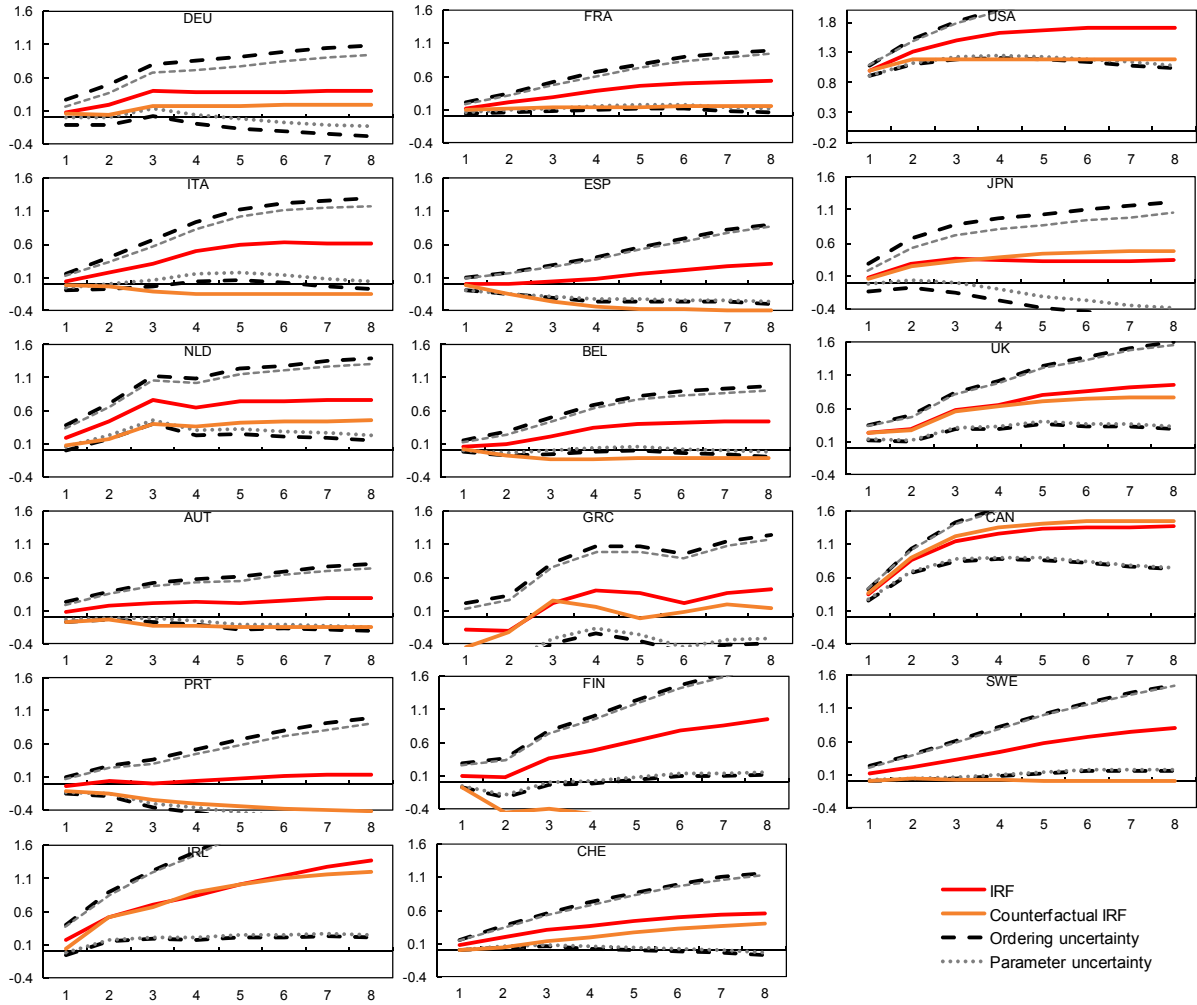 DEU
FRA
USA
1.6
1.1
0.6
0.1
-0.4
1 2 3 4 5 6 7 8
1.6
1.1
0.6
0.1
-0.4
1 2 3 4 5 6 7 8
1.8
1.3
0.8
0.3
-0.2
1 2 3 4 5 6 7 8
ITA
ESP
JPN
1.6
1.1
0.6
0.1
-0.4
1 2 3 4 5 6 7 8
1.6
1.1
0.6
0.1
-0.4
1 2 3 4 5 6 7 8
1.6
1.1
0.6
0.1
-0.4
1 2 3 4 5 6 7 8
NLD
BEL
UK
1.6
1.1
0.6
0.1
-0.4
1 2 3 4 5 6 7 8
1.6
1.1
0.6
0.1
-0.4
1 2 3 4 5 6 7 8
1.6
1.1
0.6
0.1
-0.4
1 2 3 4 5 6 7 8
AUT
GRC
CAN
1.6
1.1
0.6
0.1
-0.4
1 2 3 4 5 6 7 8
1.6
1.1
0.6
0.1
-0.4
1 2 3 4 5 6 7 8
1.6
1.1
0.6
0.1
-0.4
1 2 3 4 5 6 7 8
PRT
FIN
SWE
1.6
1.1
0.6
0.1
-0.4
1 2 3 4 5 6 7 8
1.6
1.1
0.6
0.1
-0.4
1 2 3 4 5 6 7 8
1.6
1.1
0.6
0.1
-0.4
1 2 3 4 5 6 7 8
IRL
CHE
1.6
1.1
0.6
0.1
-0.4
1 2 3 4 5 6 7 8
1.6
1.1
0.6
0.1
-0.4
1 2 3 4 5 6 7 8
IRF
Counterfactual IRF
Ordering uncertainty
Parameter uncertainty